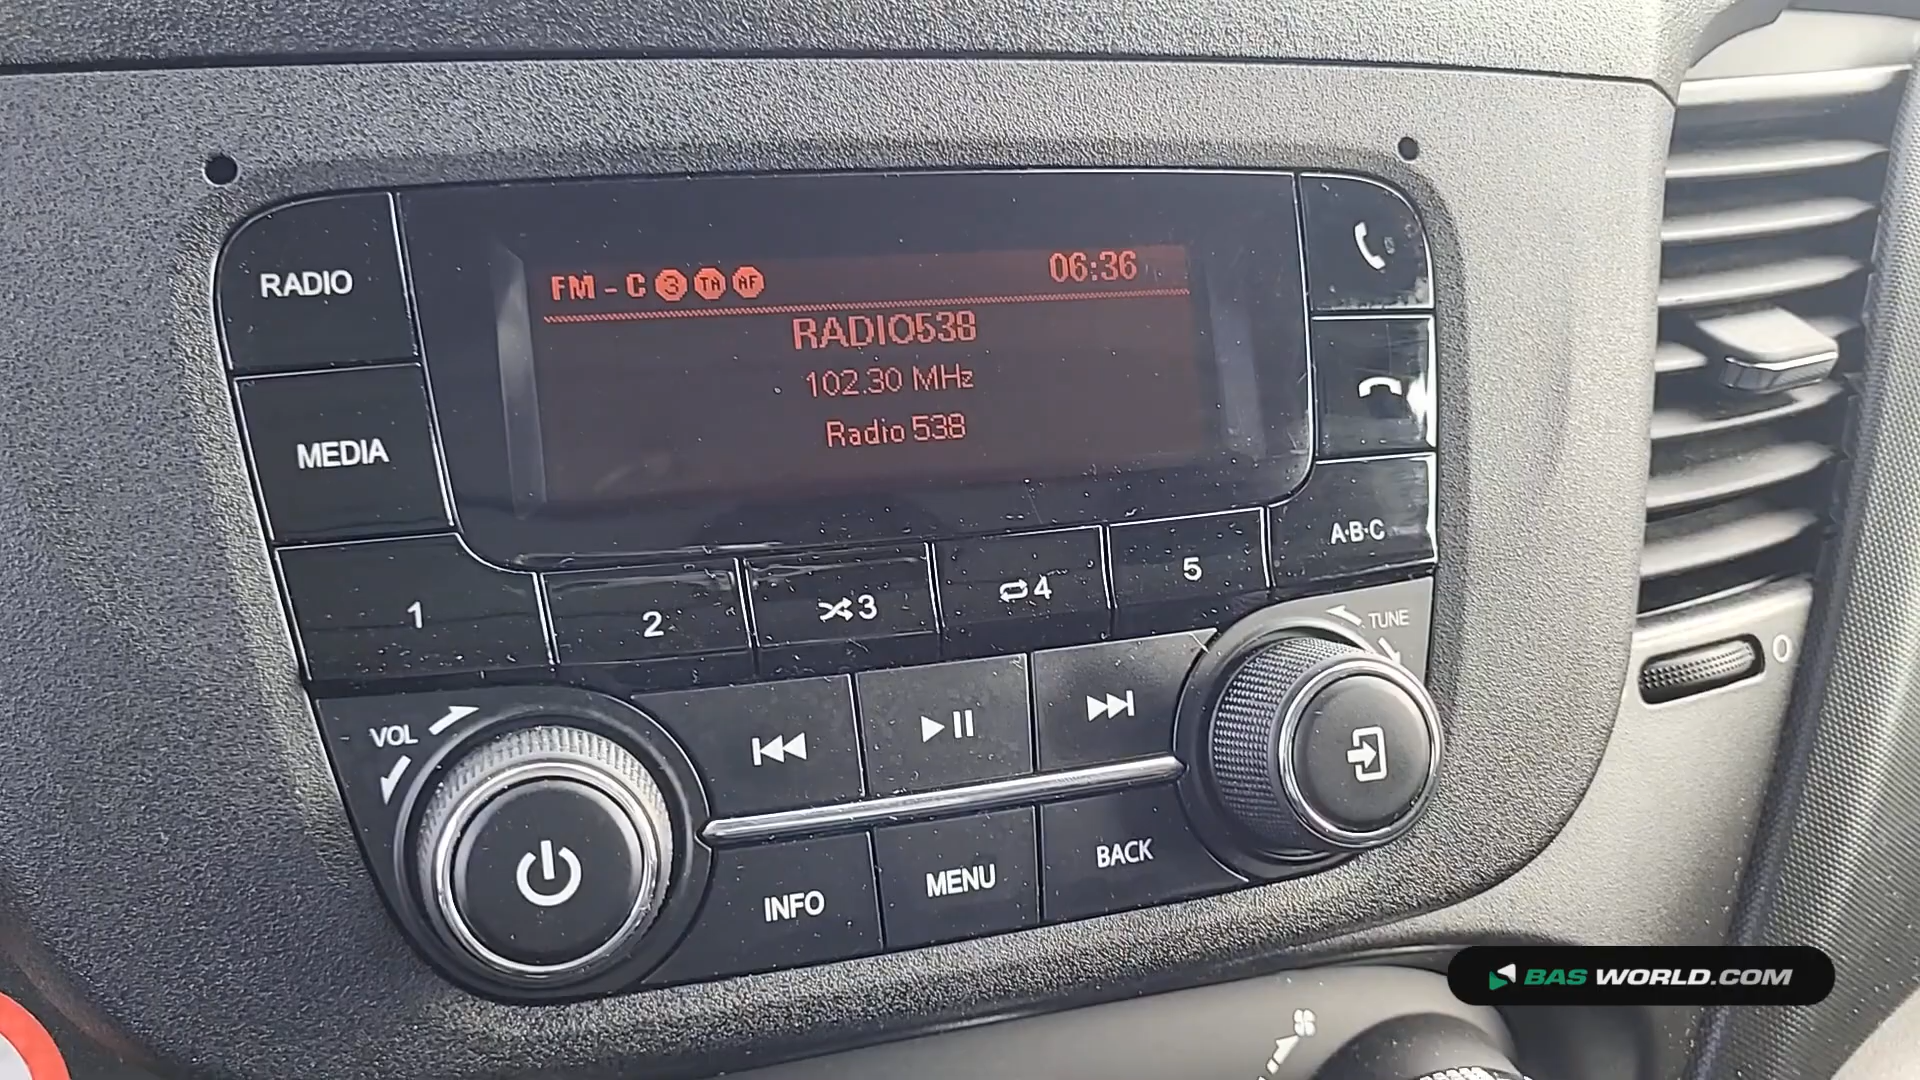 RADIO
FM - C 3 TA AF 06:36
RADIO538
102.30 MHz
Radio 538
MEDIA
A·B·C
1
2
3
4
5
VOL
TUNE
INFO
MENU
BACK
0
BAS WORLD.COM